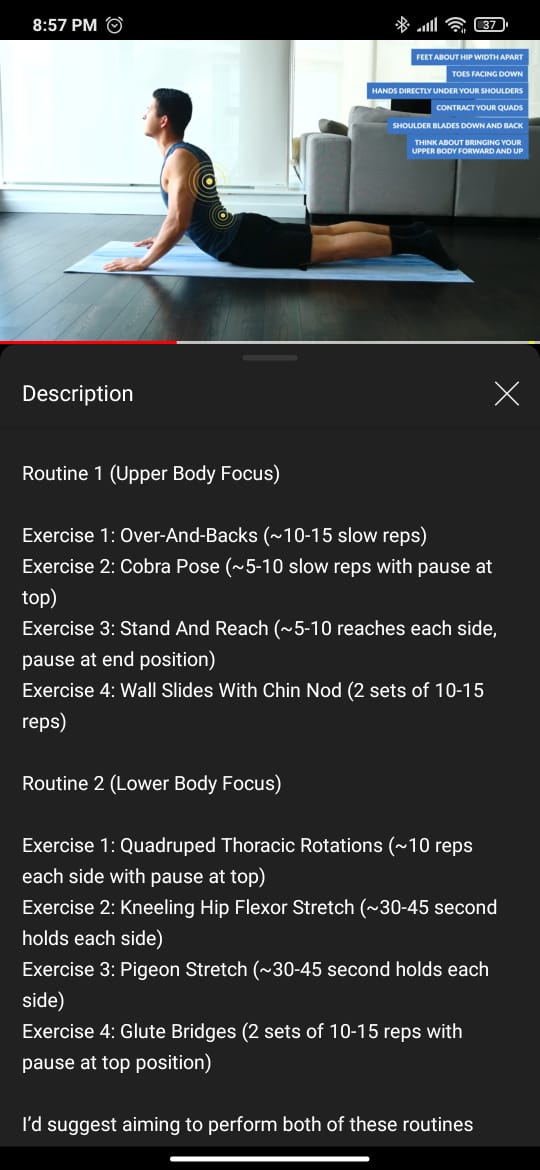 8:57 PM
37
FEET ABOUT HIP WIDTH APART
TOES FACING DOWN
HANDS DIRECTLY UNDER YOUR SHOULDERS
CONTRACT YOUR QUADS
SHOULDER BLADES DOWN AND BACK
THINK ABOUT BRINGING YOUR
UPPER BODY FORWARD AND UP
Description
Routine 1 (Upper Body Focus)
Exercise 1: Over-And-Backs (~10-15 slow reps)
Exercise 2: Cobra Pose (~5-10 slow reps with pause at
top)
Exercise 3: Stand And Reach (~5-10 reaches each side,
pause at end position)
Exercise 4: Wall Slides With Chin Nod (2 sets of 10-15
reps)
Routine 2 (Lower Body Focus)
Exercise 1: Quadruped Thoracic Rotations (~10 reps
each side with pause at top)
Exercise 2: Kneeling Hip Flexor Stretch (~30-45 second
holds each side)
Exercise 3: Pigeon Stretch (~30-45 second holds each
side)
Exercise 4: Glute Bridges (2 sets of 10-15 reps with
pause at top position)
I'd suggest aiming to perform both of these routines